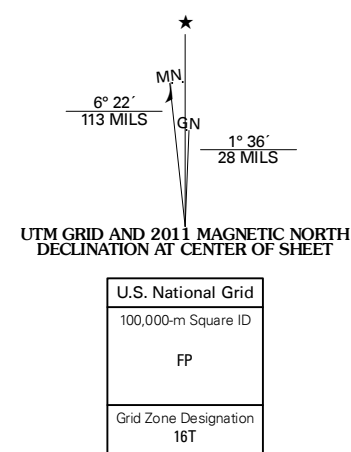 ★
M.N.
6° 22´
113 MILS
GN
1° 36´
28 MILS
UTM GRID AND 2011 MAGNETIC NORTH
DECLINATION AT CENTER OF SHEET
U.S. National Grid
100,000-m Square ID
FP
Grid Zone Designation
16T